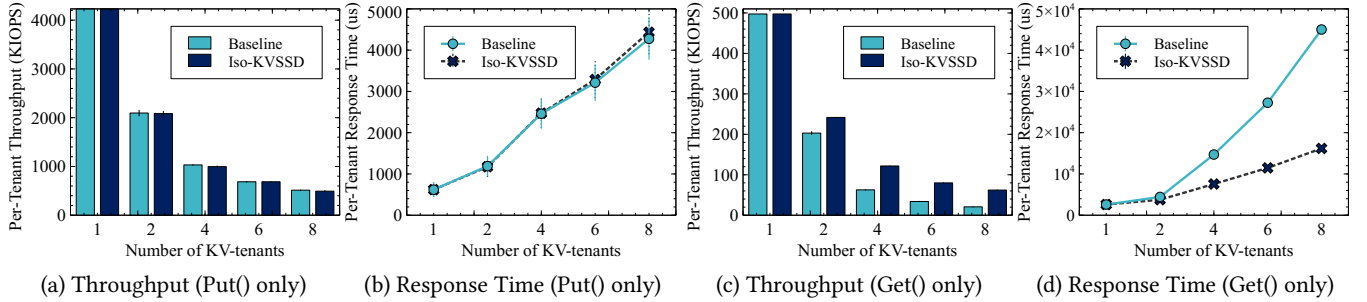 Per-Tenant Throughput (KIOPS)
4000
3000
2000
1000
0
Baseline
Iso-KVSSD
1 2 4 6 8
Number of KV-tenants
(a) Throughput (Put() only)
Per-Tenant Response Time (us)
5000
4000
3000
2000
1000
0
Baseline
Iso-KVSSD
1 2 4 6 8
Number of KV-tenants
(b) Response Time (Put() only)
Per-Tenant Throughput (KIOPS)
500
400
300
200
100
0
Baseline
Iso-KVSSD
1 2 4 6 8
Number of KV-tenants
(c) Throughput (Get() only)
Per-Tenant Response Time (us)
5×10⁴
4×10⁴
3×10⁴
2×10⁴
1×10⁴
0
Baseline
Iso-KVSSD
1 2 4 6 8
Number of KV-tenants
(d) Response Time (Get() only)